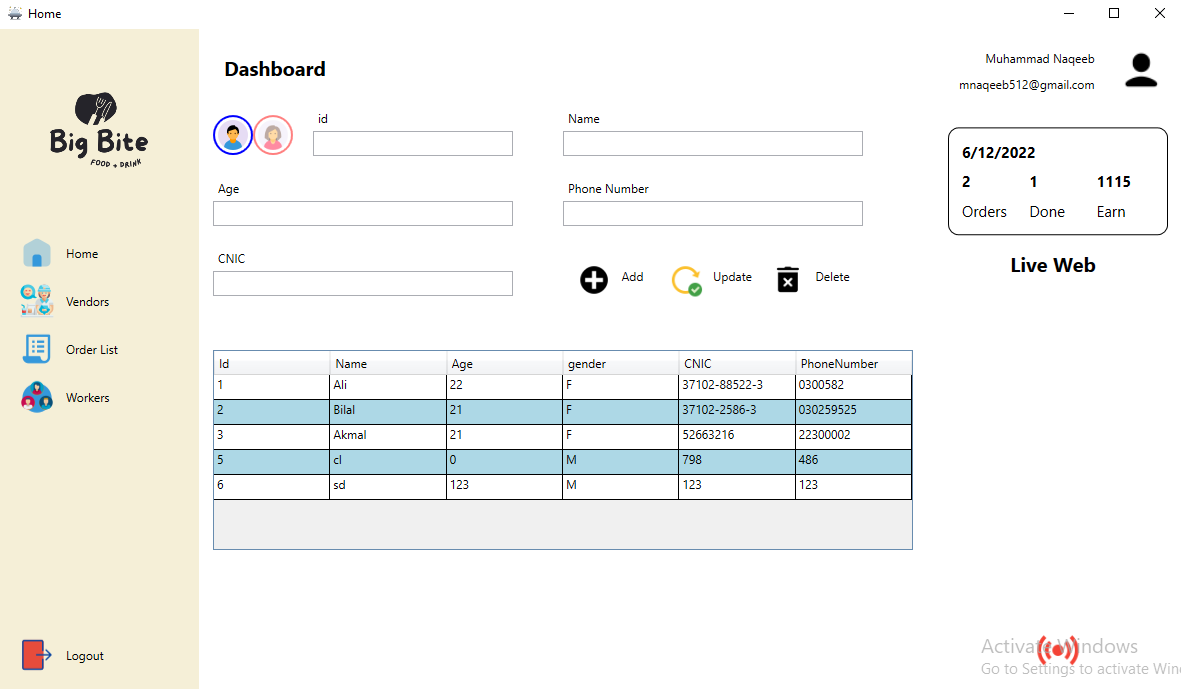 Home
Big Bite
FOOD + DRINK
Home
Vendors
Order List
Workers
Logout
Dashboard
id
Name
Age
Phone Number
CNIC
Add Update Delete
Id Name Age gender CNIC PhoneNumber
1 Ali 22 F 37102-88522-3 0300582
2 Bilal 21 F 37102-2586-3 030259525
3 Akmal 21 F 52663216 22300002
5 cl 0 M 798 486
6 sd 123 M 123 123
Muhammad Naqeeb
mnaqeeb512@gmail.com
6/12/2022
2 1 1115
Orders Done Earn
Live Web
Activate Windows
Go to Settings to activate Win